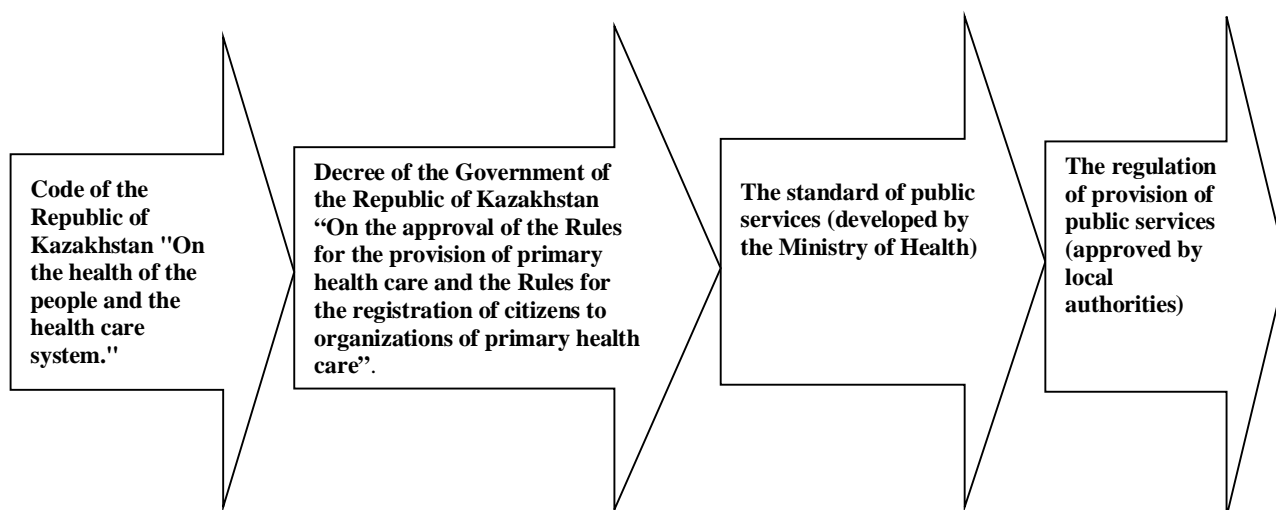 Code of the
Republic of
Kazakhstan "On
the health of the
people and the
health care
system."
Decree of the Government of
the Republic of Kazakhstan
“On the approval of the Rules
for the provision of primary
health care and the Rules for
the registration of citizens to
organizations of primary health
care”.
The standard of public
services (developed by
the Ministry of Health)
The regulation
of provision of
public services
(approved by
local
authorities)